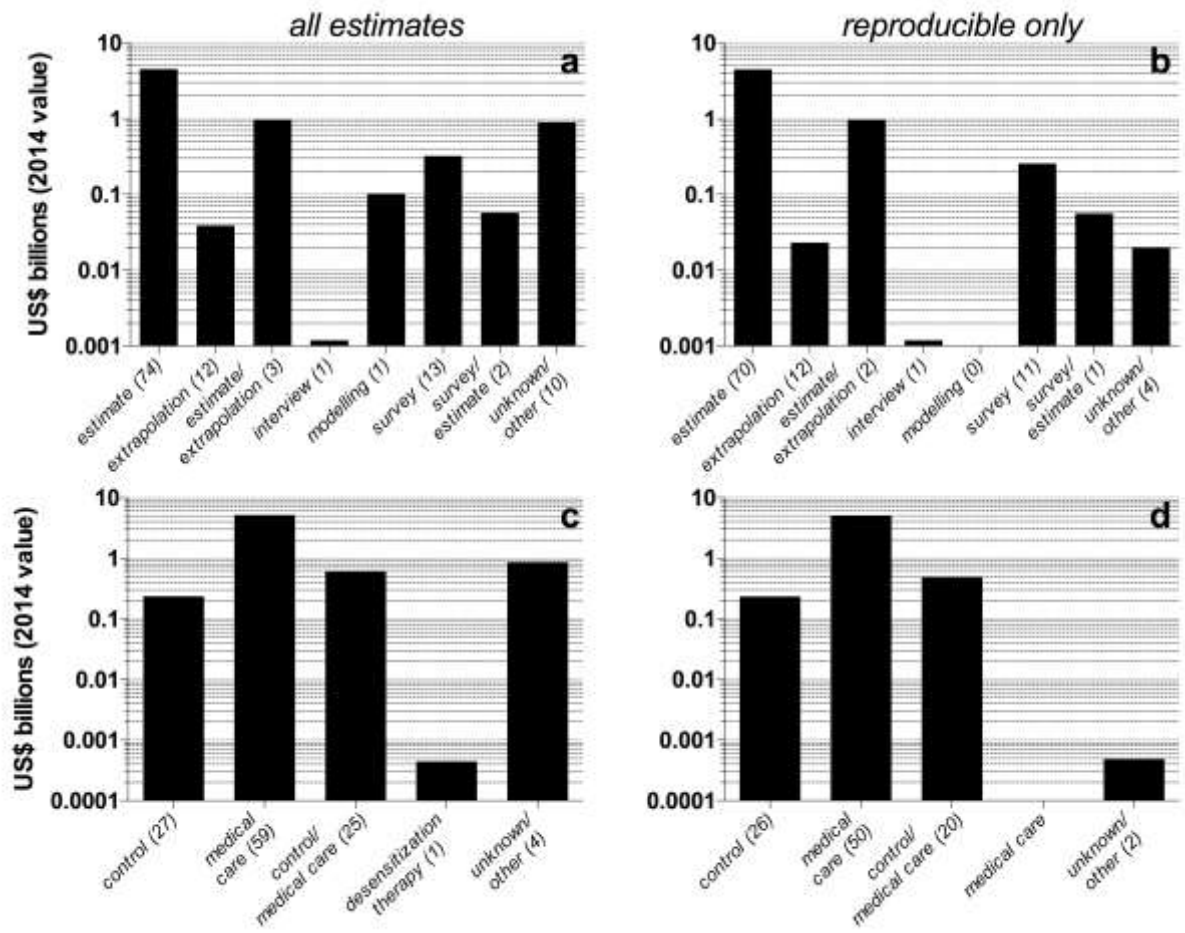 all estimates
reproducible only
US$ billions (2014 value)
10
1
0.1
0.01
0.001
a
estimate (74)
extrapolation (12)
estimate/
extrapolation (3)
interview (1)
modelling (1)
survey (13)
survey/
estimate (2)
unknown/
other (10)
10
1
0.1
0.01
0.001
b
estimate (70)
extrapolation (12)
estimate/
extrapolation (2)
interview (1)
modelling (0)
survey (11)
survey/
estimate (1)
unknown/
other (4)
US$ billions (2014 value)
10
1
0.1
0.01
0.001
0.0001
c
control (27)
medical
care (59)
control/
medical care (25)
desensitization
therapy (1)
unknown/
other (4)
10
1
0.1
0.01
0.001
0.0001
d
control (26)
medical
care (50)
control/
medical care (20)
medical care
unknown/
other (2)